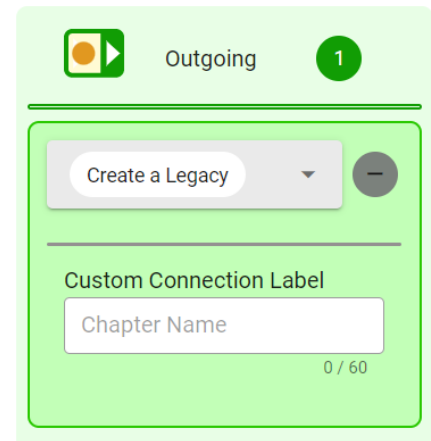 Outgoing 1
Create a Legacy
Custom Connection Label
Chapter Name
0 / 60